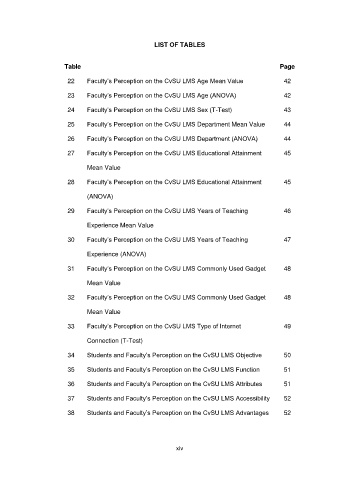 LIST OF TABLES
Table Page
22 Faculty's Perception on the CvSU LMS Age Mean Value 42
23 Faculty's Perception on the CvSU LMS Age (ANOVA) 42
24 Faculty's Perception on the CvSU LMS Sex (T-Test) 43
25 Faculty's Perception on the CvSU LMS Department Mean Value 44
26 Faculty's Perception on the CvSU LMS Department (ANOVA) 44
27 Faculty's Perception on the CvSU LMS Educational Attainment 45
Mean Value
28 Faculty's Perception on the CvSU LMS Educational Attainment 45
(ANOVA)
29 Faculty's Perception on the CvSU LMS Years of Teaching 46
Experience Mean Value
30 Faculty's Perception on the CvSU LMS Years of Teaching 47
Experience (ANOVA)
31 Faculty's Perception on the CvSU LMS Commonly Used Gadget 48
Mean Value
32 Faculty's Perception on the CvSU LMS Commonly Used Gadget 48
Mean Value
33 Faculty's Perception on the CvSU LMS Type of Internet 49
Connection (T-Test)
34 Students and Faculty's Perception on the CvSU LMS Objective 50
35 Students and Faculty's Perception on the CvSU LMS Function 51
36 Students and Faculty's Perception on the CvSU LMS Attributes 51
37 Students and Faculty's Perception on the CvSU LMS Accessibility 52
38 Students and Faculty's Perception on the CvSU LMS Advantages 52
xiv